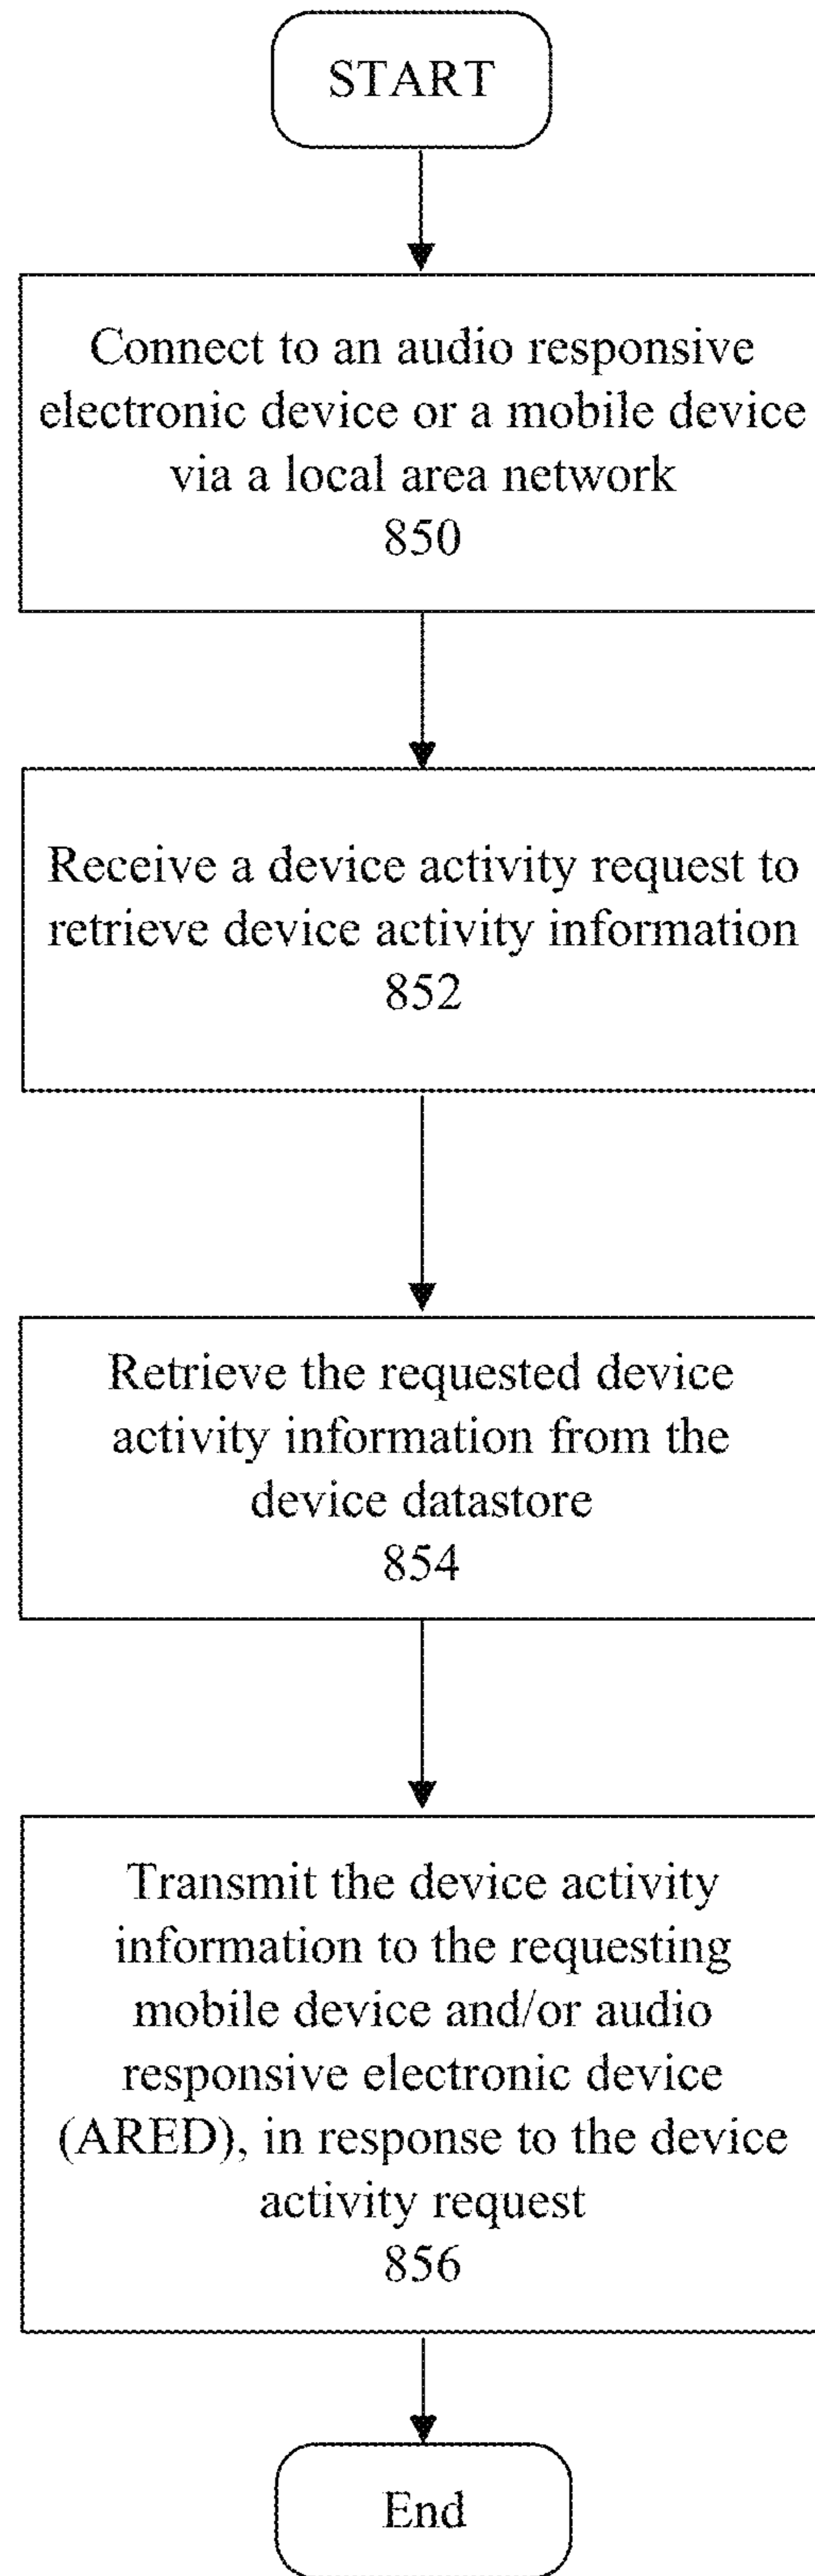 START
Connect to an audio responsive
electronic device or a mobile device
via a local area network
850
Receive a device activity request to
retrieve device activity information
852
Retrieve the requested device
activity information from the
device datastore
854
Transmit the device activity
information to the requesting
mobile device and/or audio
responsive electronic device
(ARED), in response to the device
activity request
856
End